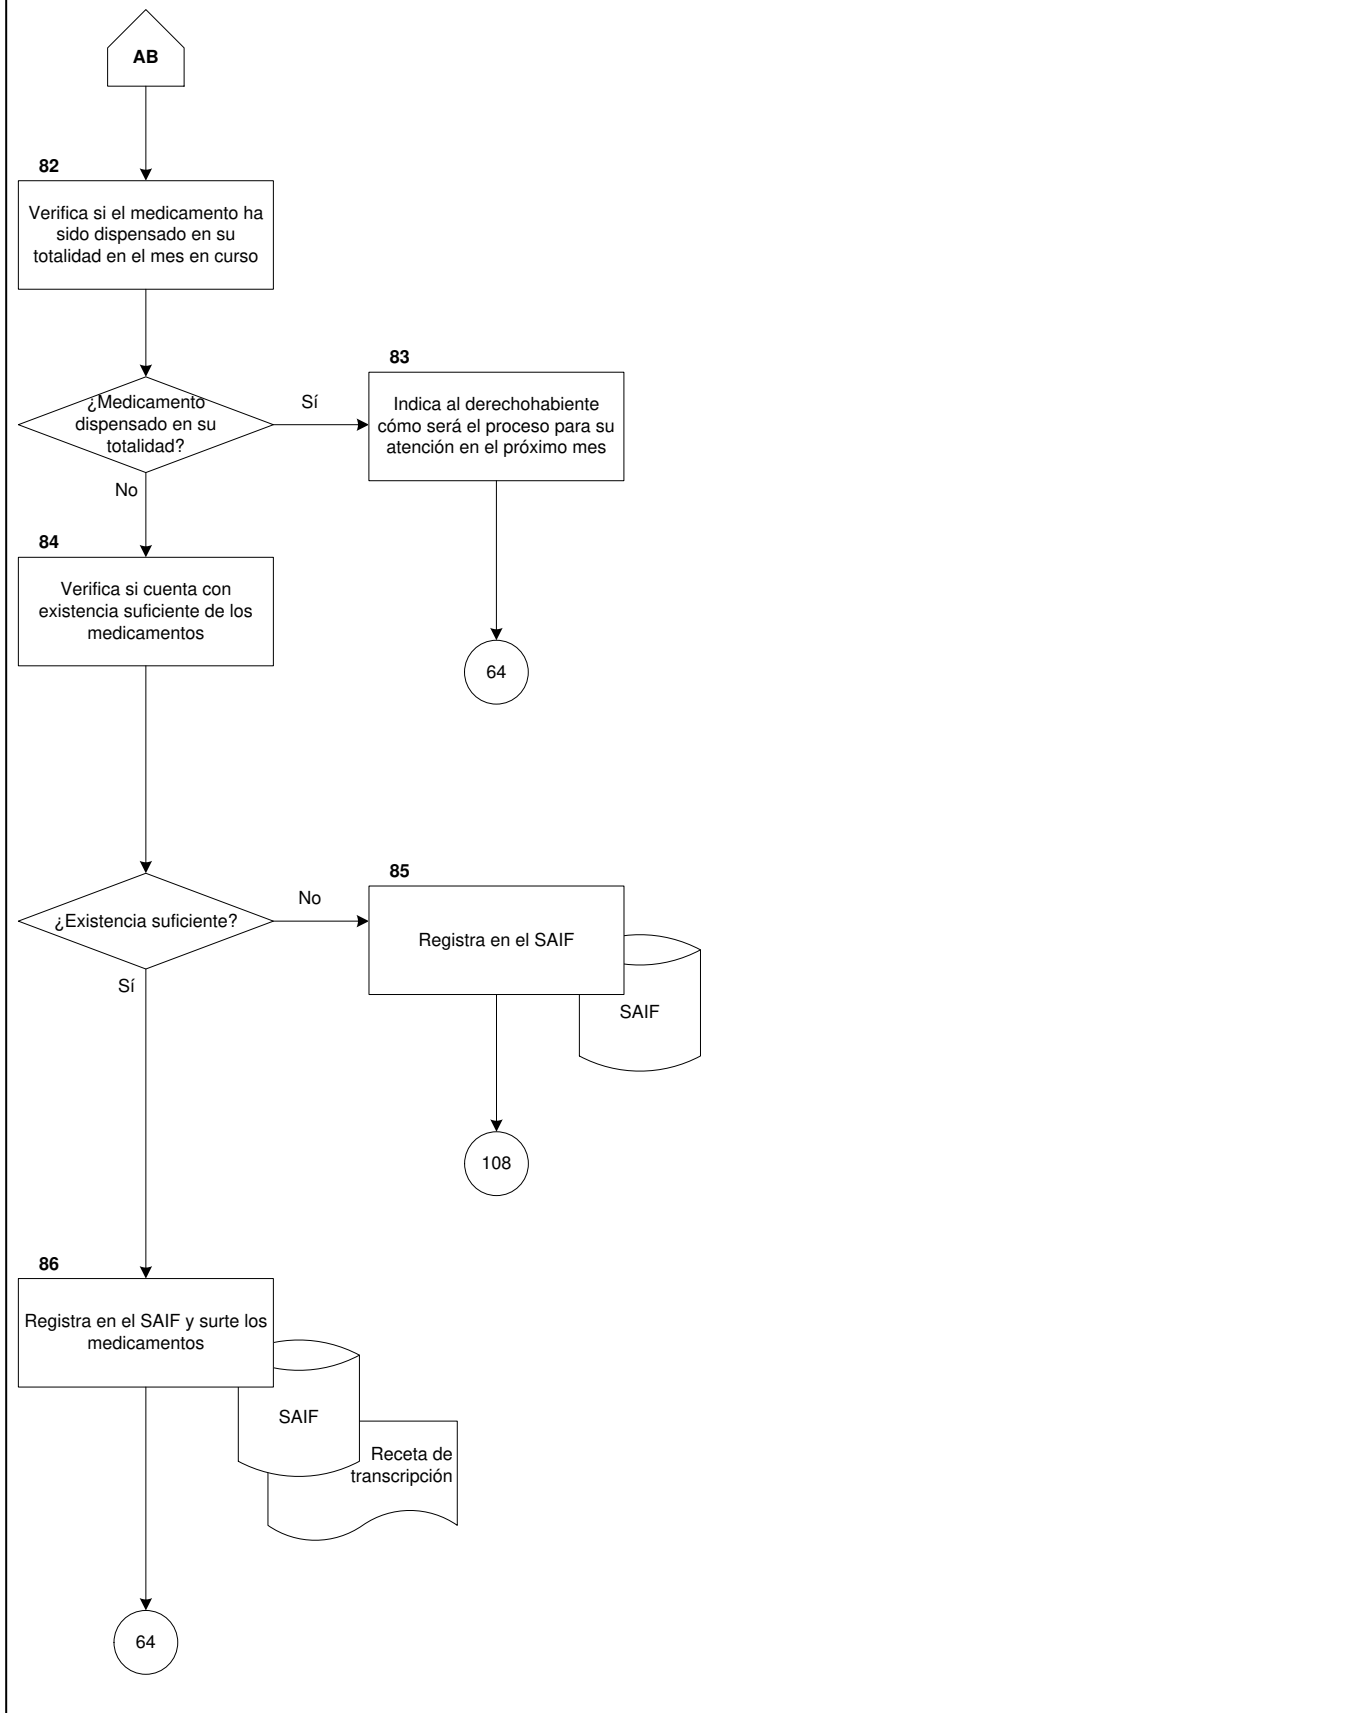 AB
82
Verifica si el medicamento ha
sido dispensado en su
totalidad en el mes en curso
¿Medicamento
dispensado en su
totalidad?
Sí
No
83
Indica al derechohabiente
cómo será el proceso para su
atención en el próximo mes
64
84
Verifica si cuenta con
existencia suficiente de los
medicamentos
¿Existencia suficiente?
No
Sí
85
Registra en el SAIF
SAIF
108
86
Registra en el SAIF y surte los
medicamentos
SAIF
Receta de
transcripción
64